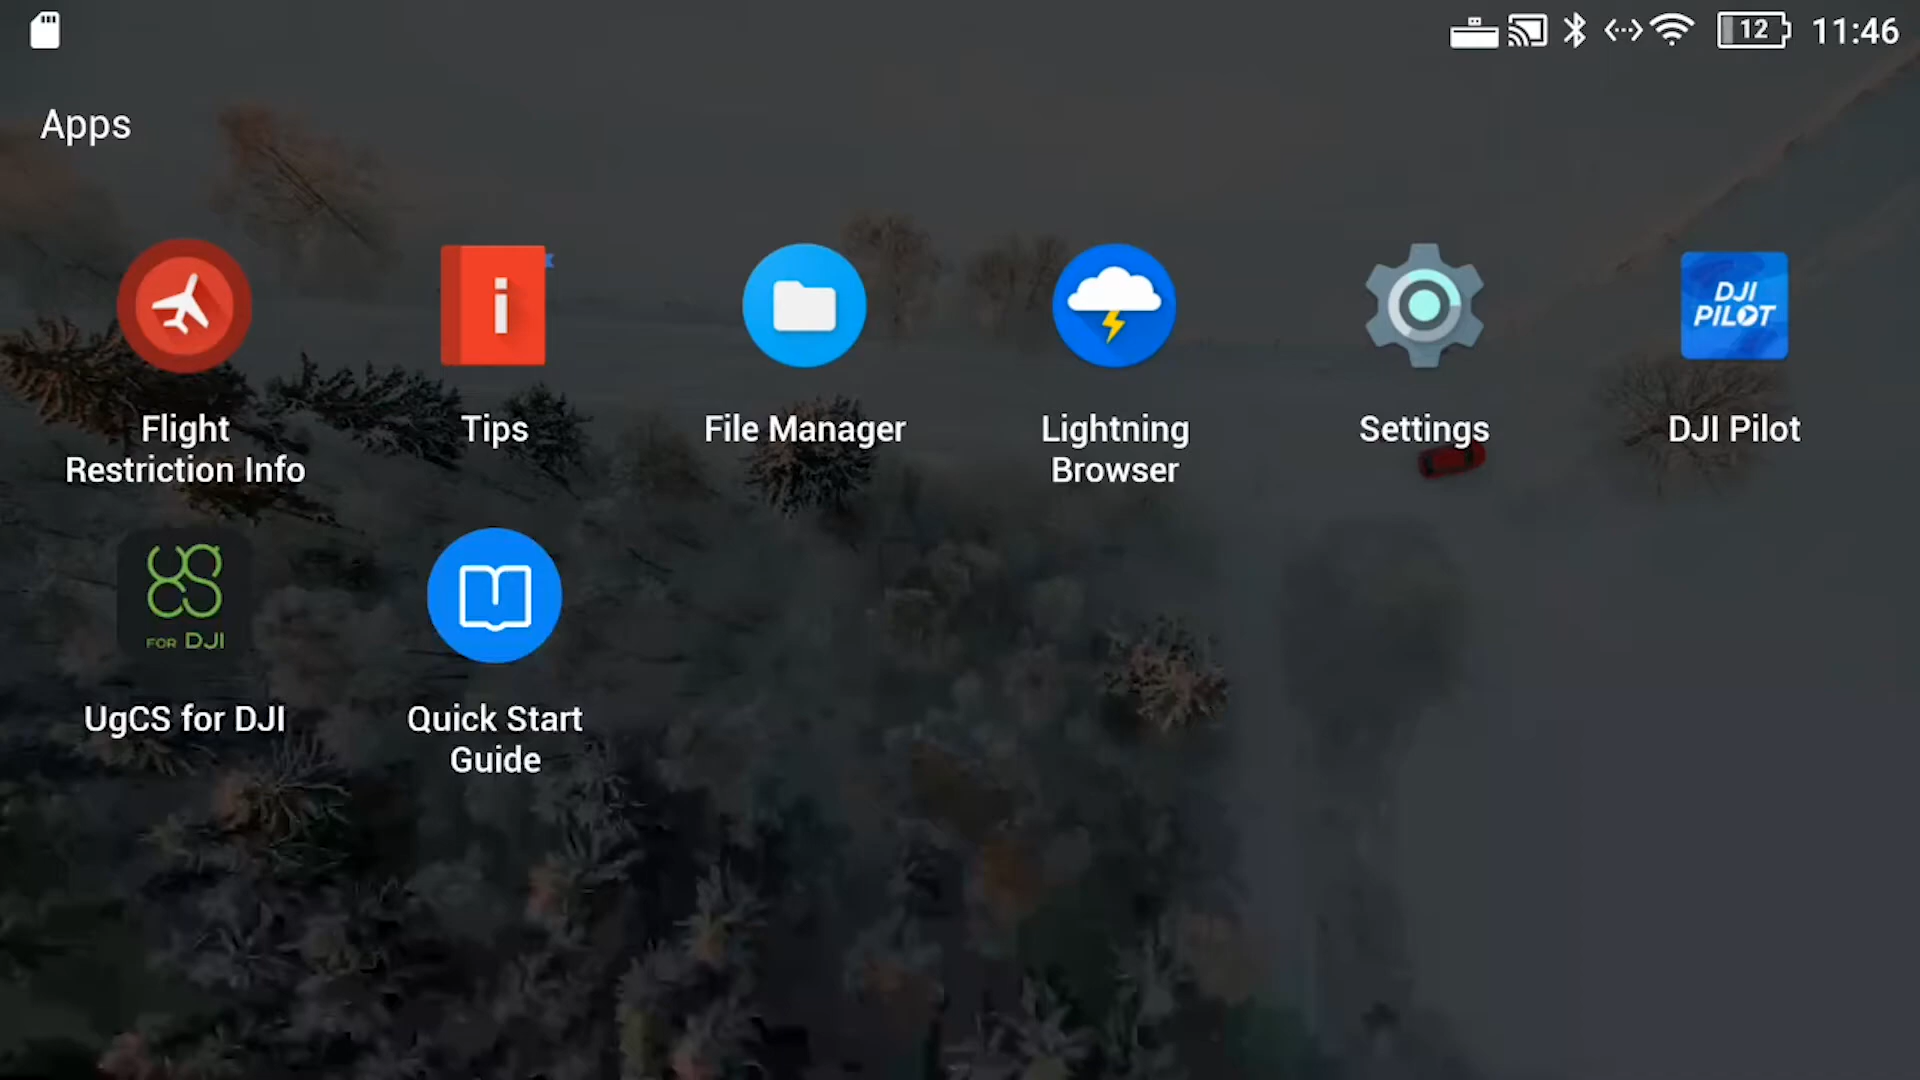 12 11:46
Apps
DJI
PILOT
Flight
Restriction Info
Tips
File Manager
Lightning
Browser
Settings
DJI Pilot
UgCS
FOR DJI
UgCS for DJI
Quick Start
Guide